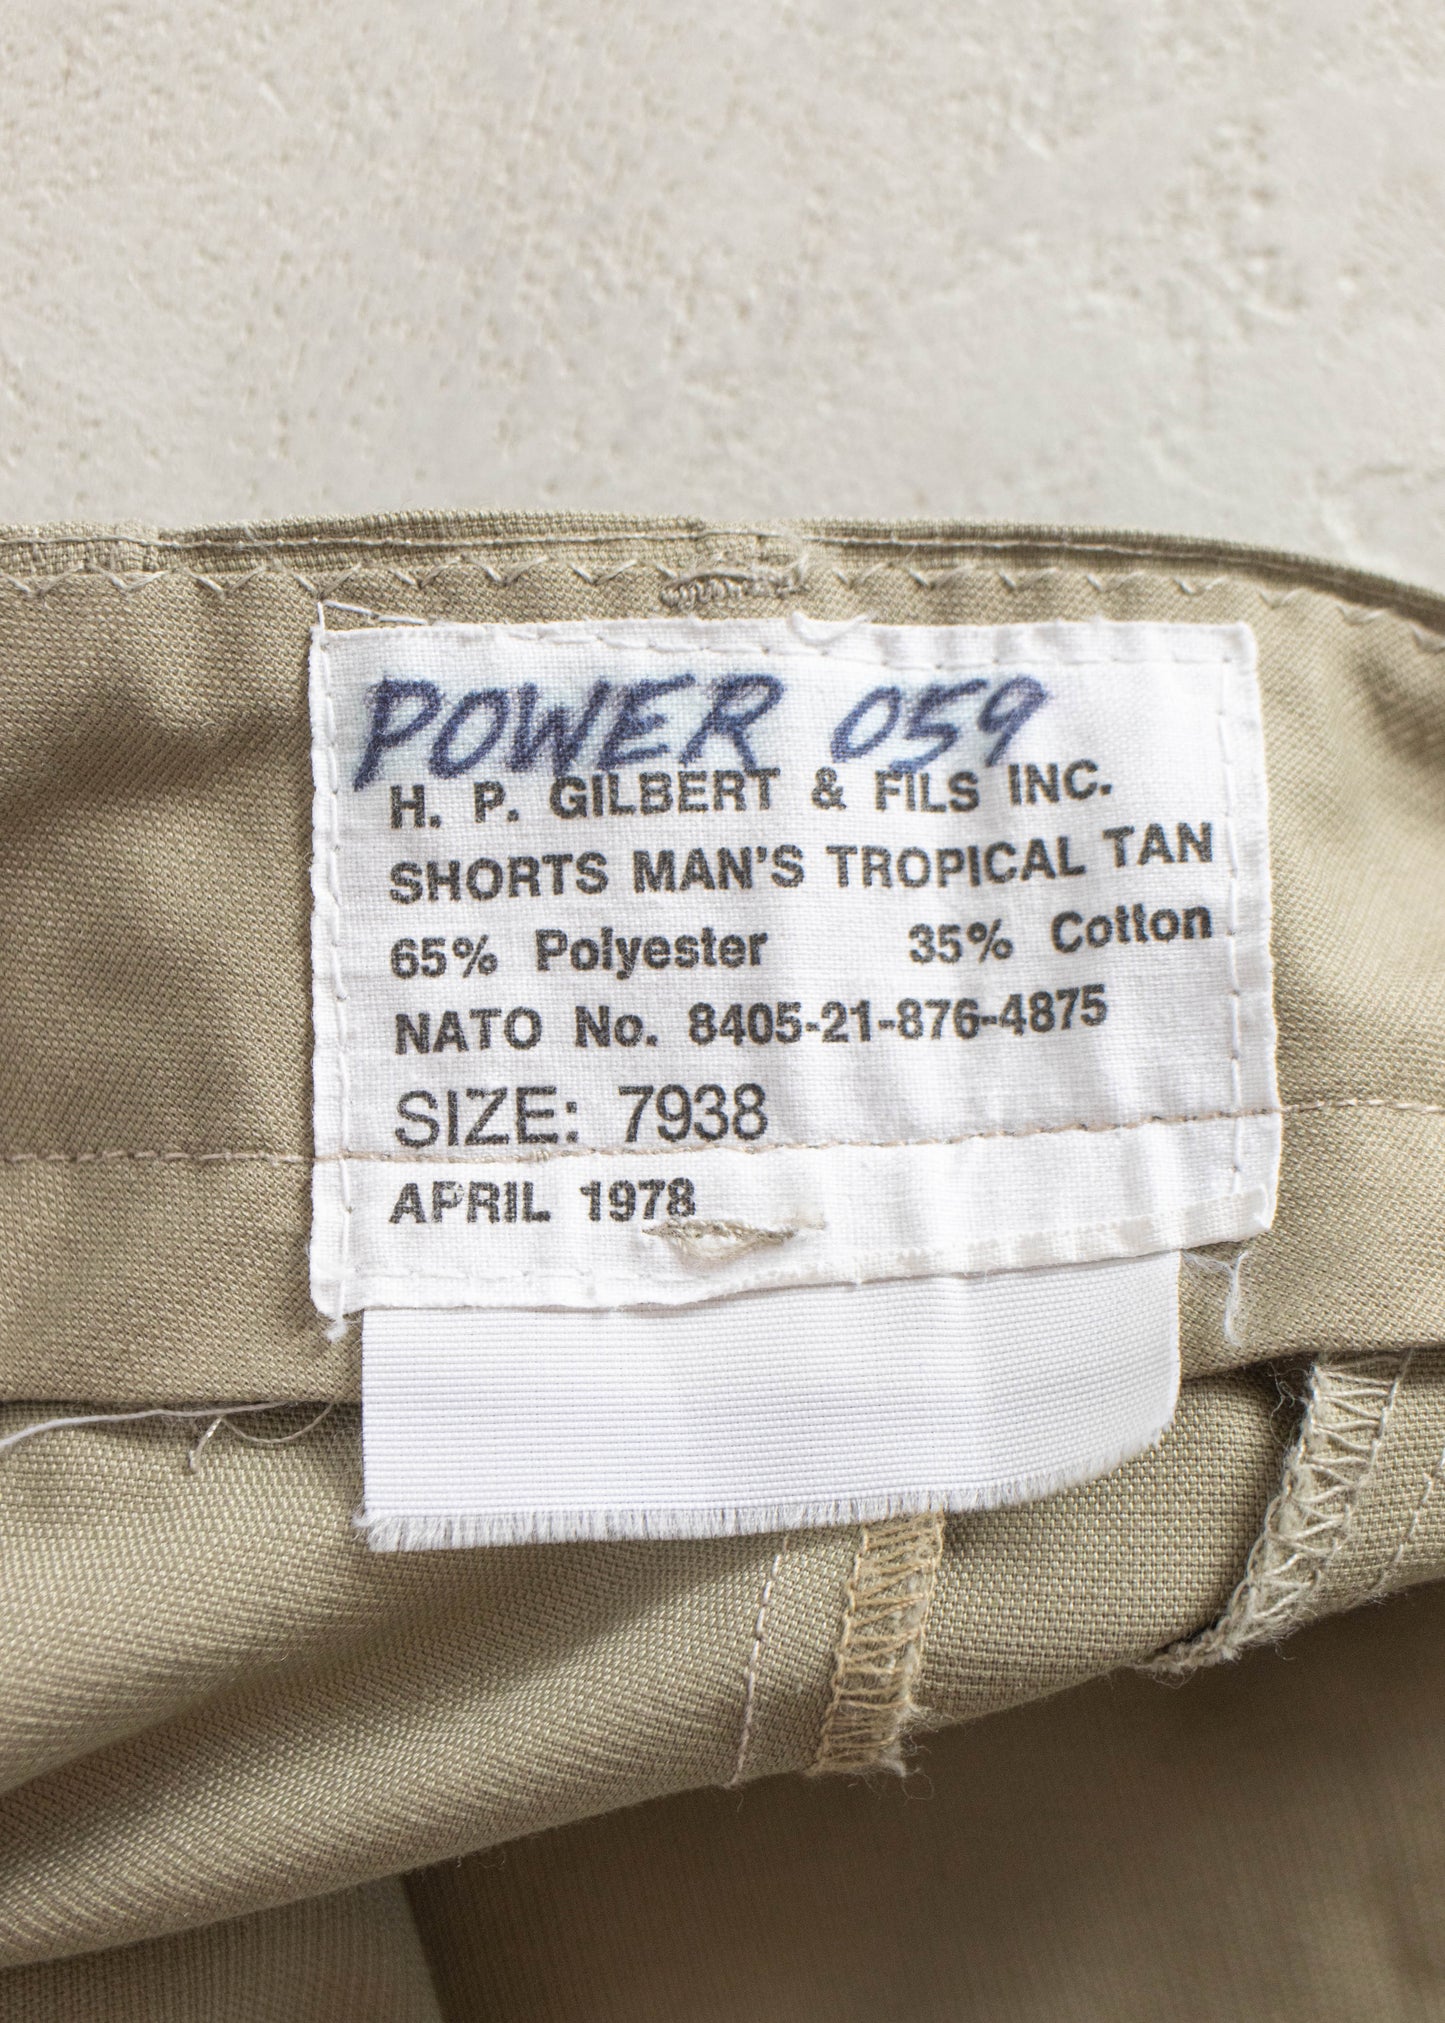 POWER 059
H. P. GILBERT & FILS INC.
SHORTS MAN'S TROPICAL TAN
65% Polyester 35% Cotton
NATO No. 8405-21-876-4875
SIZE: 7938
APRIL 1978